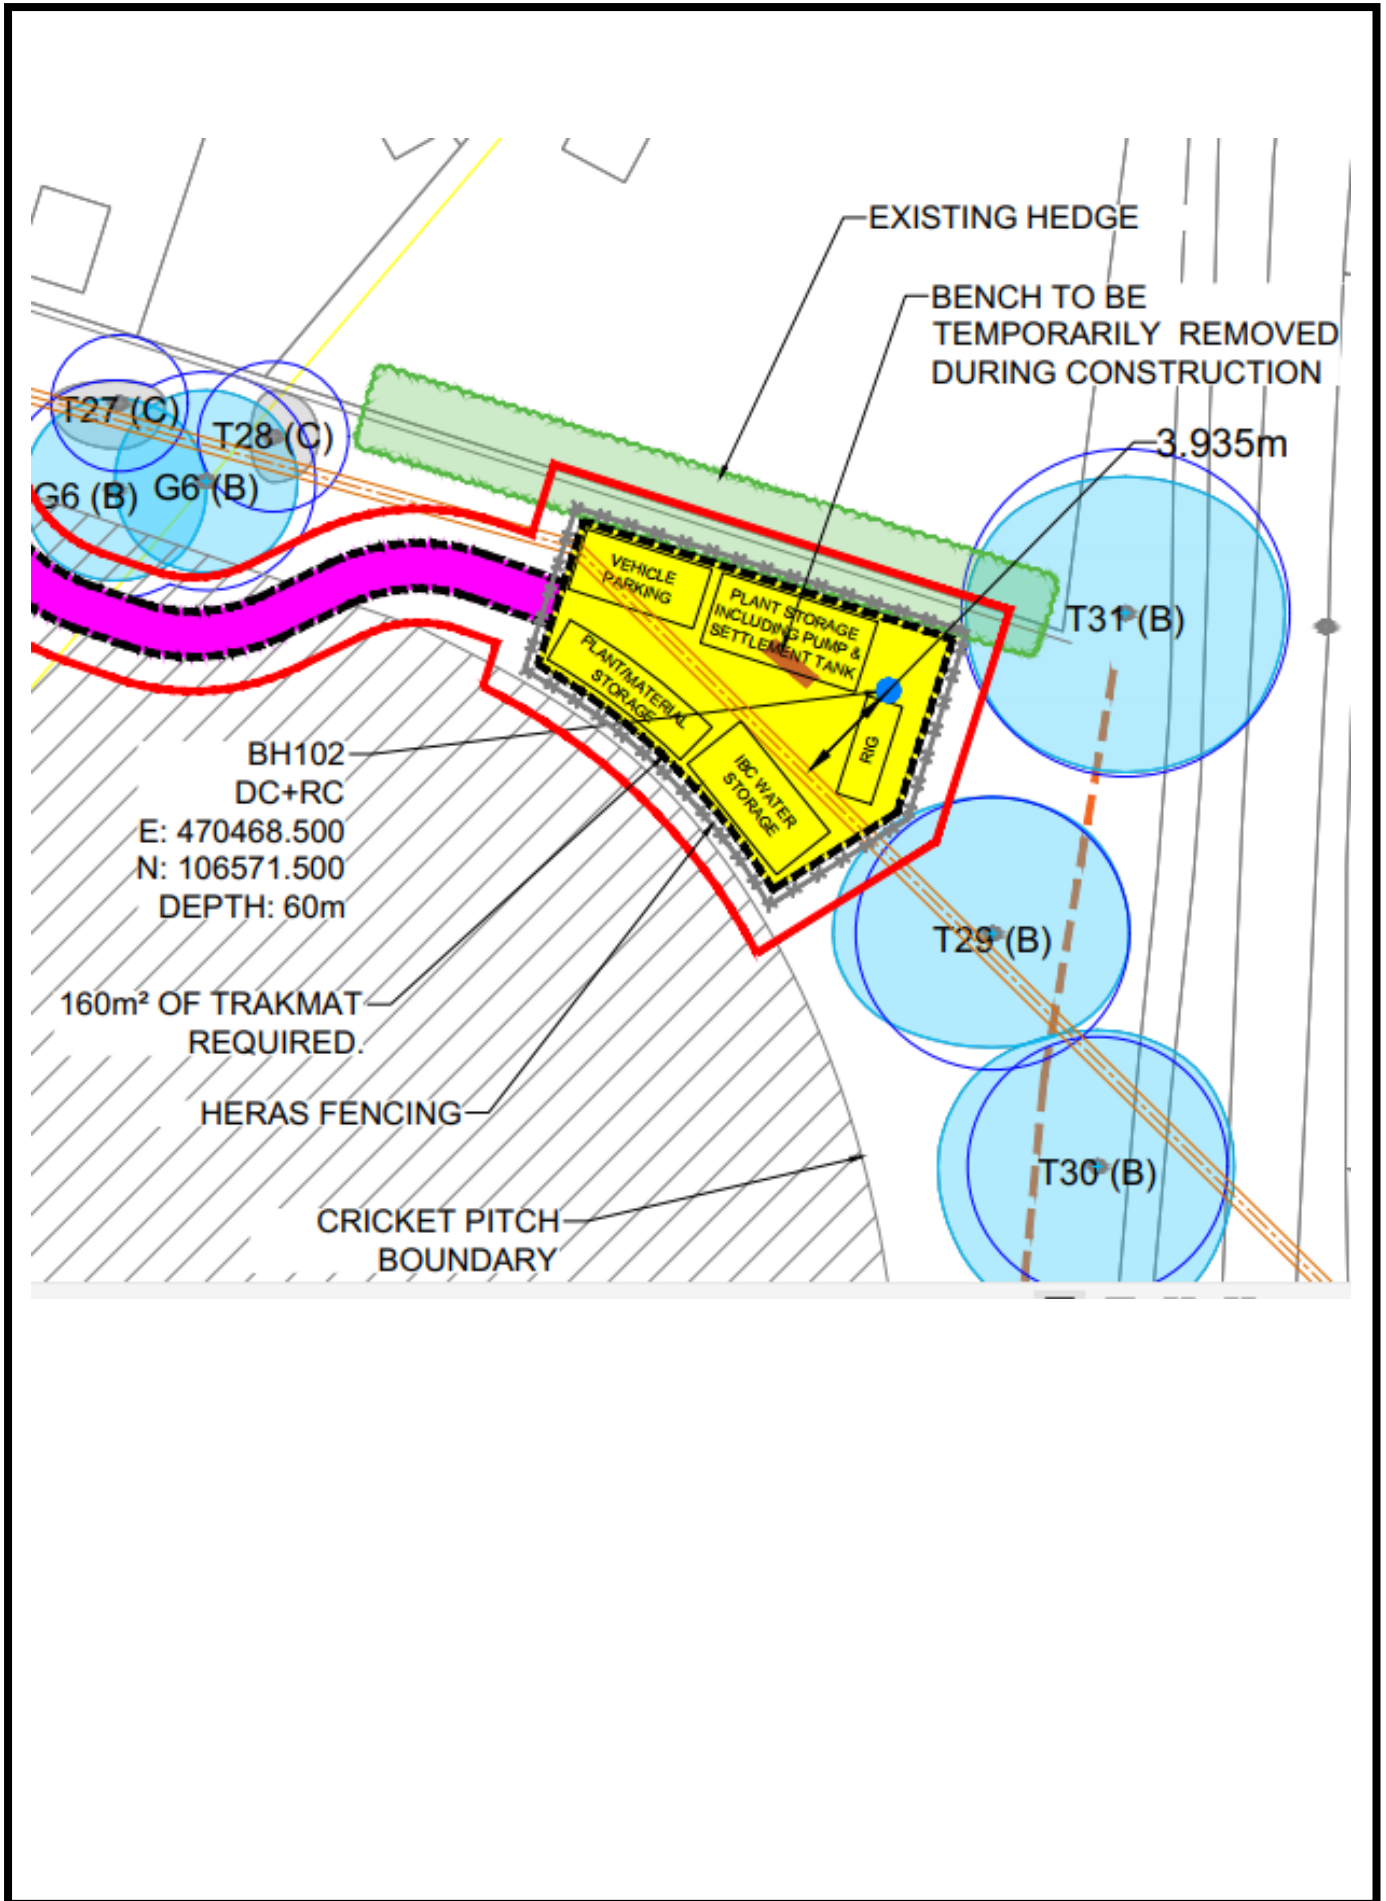 EXISTING HEDGE
BENCH TO BE
TEMPORARILY REMOVED
DURING CONSTRUCTION
3.935m
T27 (C)
T28 (C)
G6 (B)
G6 (B)
T31 (B)
VEHICLE
PARKING
PLANT STORAGE
INCLUDING PUMP &
SETTLEMENT TANK
PLANT/MATERIAL
STORAGE
RIG
IBC WATER
STORAGE
BH102
DC+RC
E: 470468.500
N: 106571.500
DEPTH: 60m
T29 (B)
160m² OF TRAKMAT
REQUIRED.
HERAS FENCING
T30 (B)
CRICKET PITCH
BOUNDARY